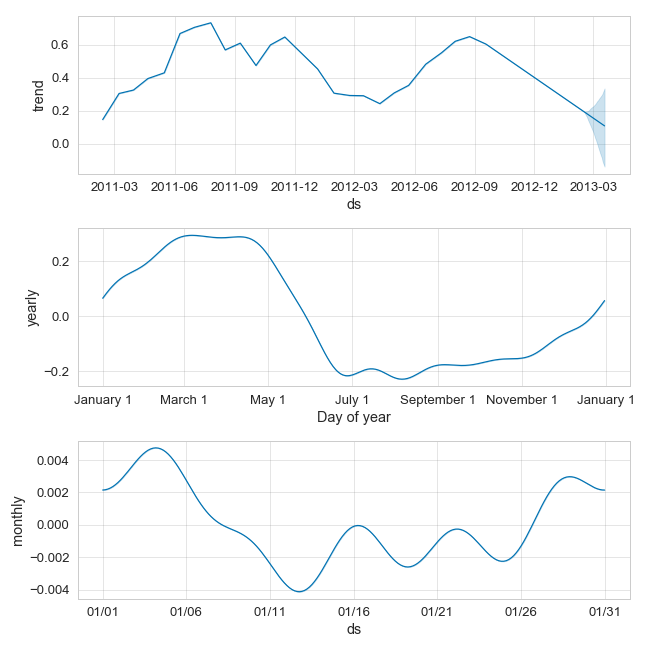 0.6
0.4
0.2
0.0
trend
2011-03 2011-06 2011-09 2011-12 2012-03 2012-06 2012-09 2012-12 2013-03
ds
0.2
0.0
−0.2
yearly
January 1 March 1 May 1 July 1 September 1 November 1 January 1
Day of year
0.004
0.002
0.000
−0.002
−0.004
monthly
01/01 01/06 01/11 01/16 01/21 01/26 01/31
ds